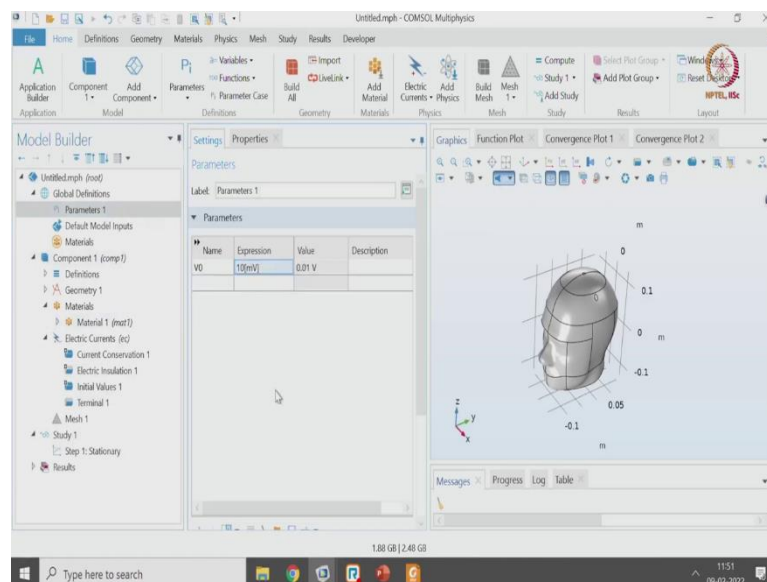 Untitled.mph - COMSOL Multiphysics
File Home Definitions Geometry Materials Physics Mesh Study Results Developer
Application Builder
Component 1
Add Component
Parameters
Variables
Functions
Parameter Case
Build All
Import
LiveLink
Add Material
Electric Currents
Add Physics
Build Mesh
Mesh 1
Compute
Study 1
Add Study
Select Plot Group
Add Plot Group
Reset Desktop
NPTEL, IISc
Application Model Definitions Geometry Materials Physics Mesh Study Results Layout
Model Builder
Untitled.mph (root)
Global Definitions
Parameters 1
Default Model Inputs
Materials
Component 1 (comp1)
Definitions
Geometry 1
Materials
Material 1 (mat1)
Electric Currents (ec)
Current Conservation 1
Electric Insulation 1
Initial Values 1
Terminal 1
Mesh 1
Study 1
Step 1: Stationary
Results
Settings Properties
Parameters
Label: Parameters 1
Parameters
Name Expression Value Description
V0 10[mV] 0.01 V
Graphics Function Plot Convergence Plot 1 Convergence Plot 2
m
0
0.1
0 m
-0.1
0.05
-0.1
m
z
y
x
Messages Progress Log Table
1.88 GB | 2.48 GB
Type here to search
11:51
09-02-2022